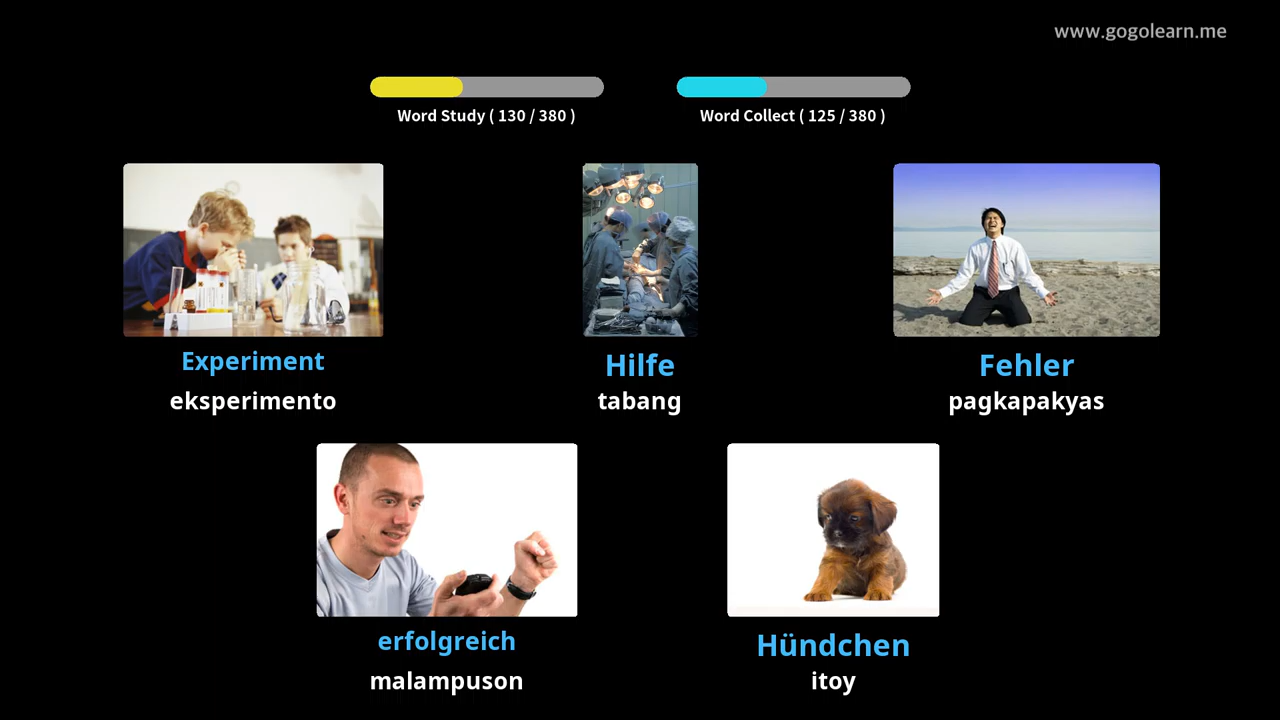 www.gogolearn.me
Word Study ( 130 / 380 )
Word Collect ( 125 / 380 )
Experiment
eksperimento
Hilfe
tabang
Fehler
pagkapakyas
erfolgreich
malampuson
Hündchen
itoy